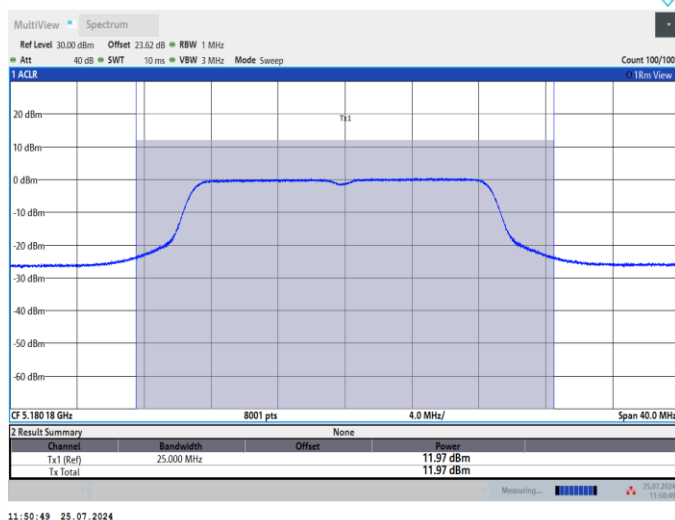 MultiView Spectrum
Ref Level 30.00 dBm Offset 23.62 dB RBW 1 MHz
Att 40 dB SWT 10 ms VBW 3 MHz Mode Sweep Count 100/100
1 ACLR 1Rm View
Tx1
20 dBm
10 dBm
0 dBm
-10 dBm
-20 dBm
-30 dBm
-40 dBm
-50 dBm
-60 dBm
CF 5.180 18 GHz 8001 pts 4.0 MHz/ Span 40.0 MHz
2 Result Summary None
Channel Bandwidth Offset Power
Tx1 (Ref) 25.000 MHz 11.97 dBm
Tx Total 11.97 dBm
Measuring... 25.07.2024
11:50:49
11:50:49 25.07.2024